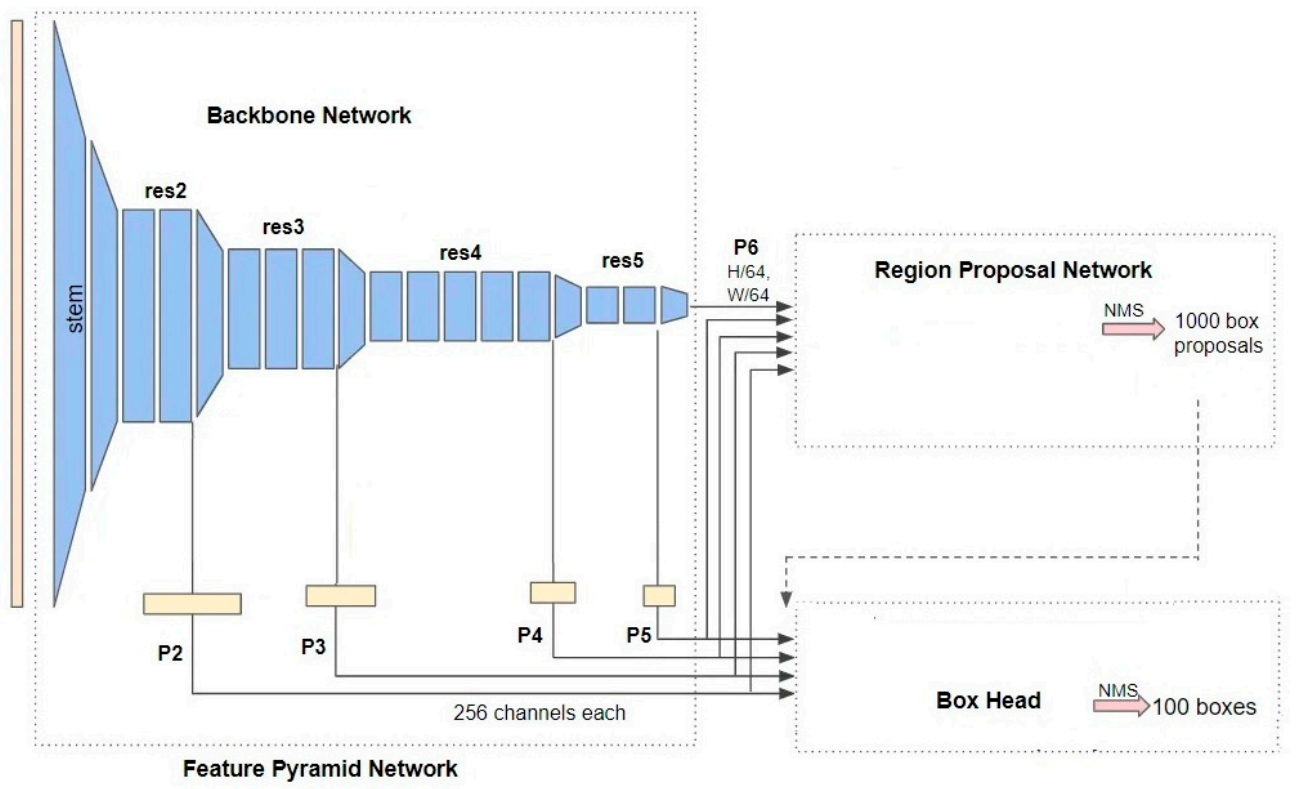 Backbone Network
res2
res3
res4
res5
stem
P6
H/64,
W/64
Region Proposal Network
NMS
1000 box
proposals
P2
P3
P4
P5
256 channels each
Box Head
NMS
100 boxes
Feature Pyramid Network